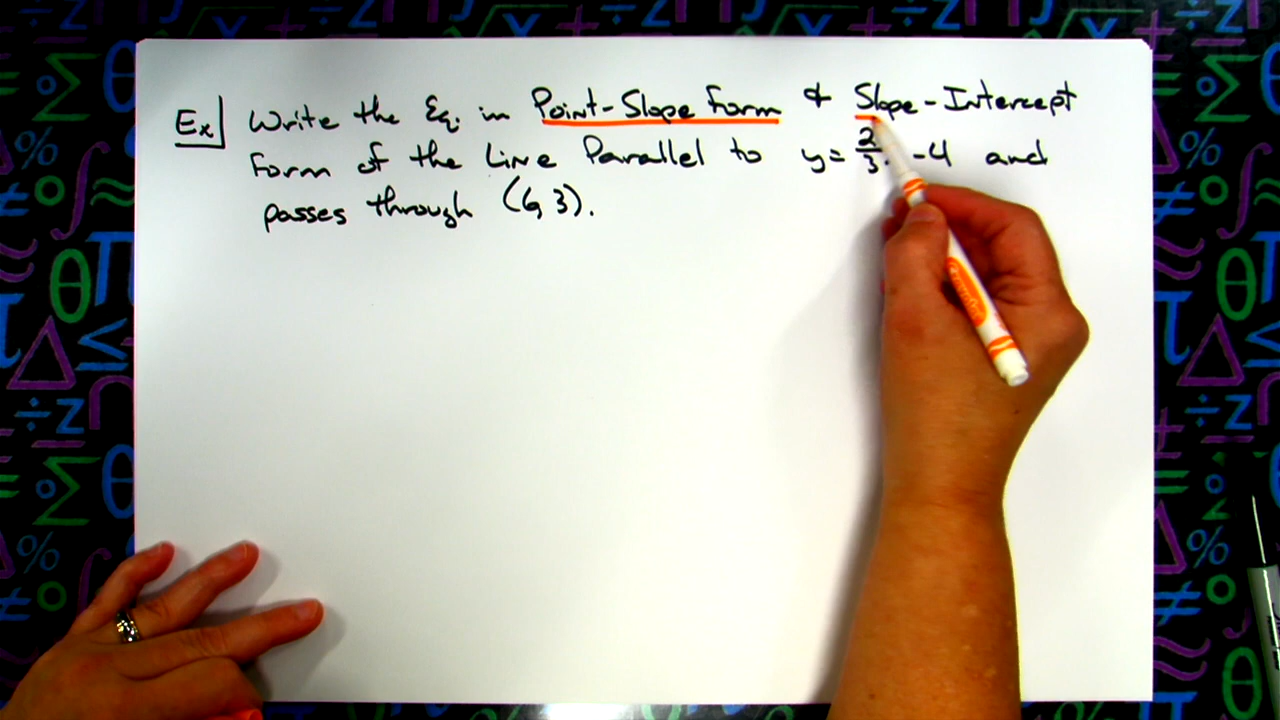 Ex Write the Eq. in Point-Slope Form & Slope-Intercept
Form of the Line Parallel to y = 2/3 -4 and
passes through (6, 3).